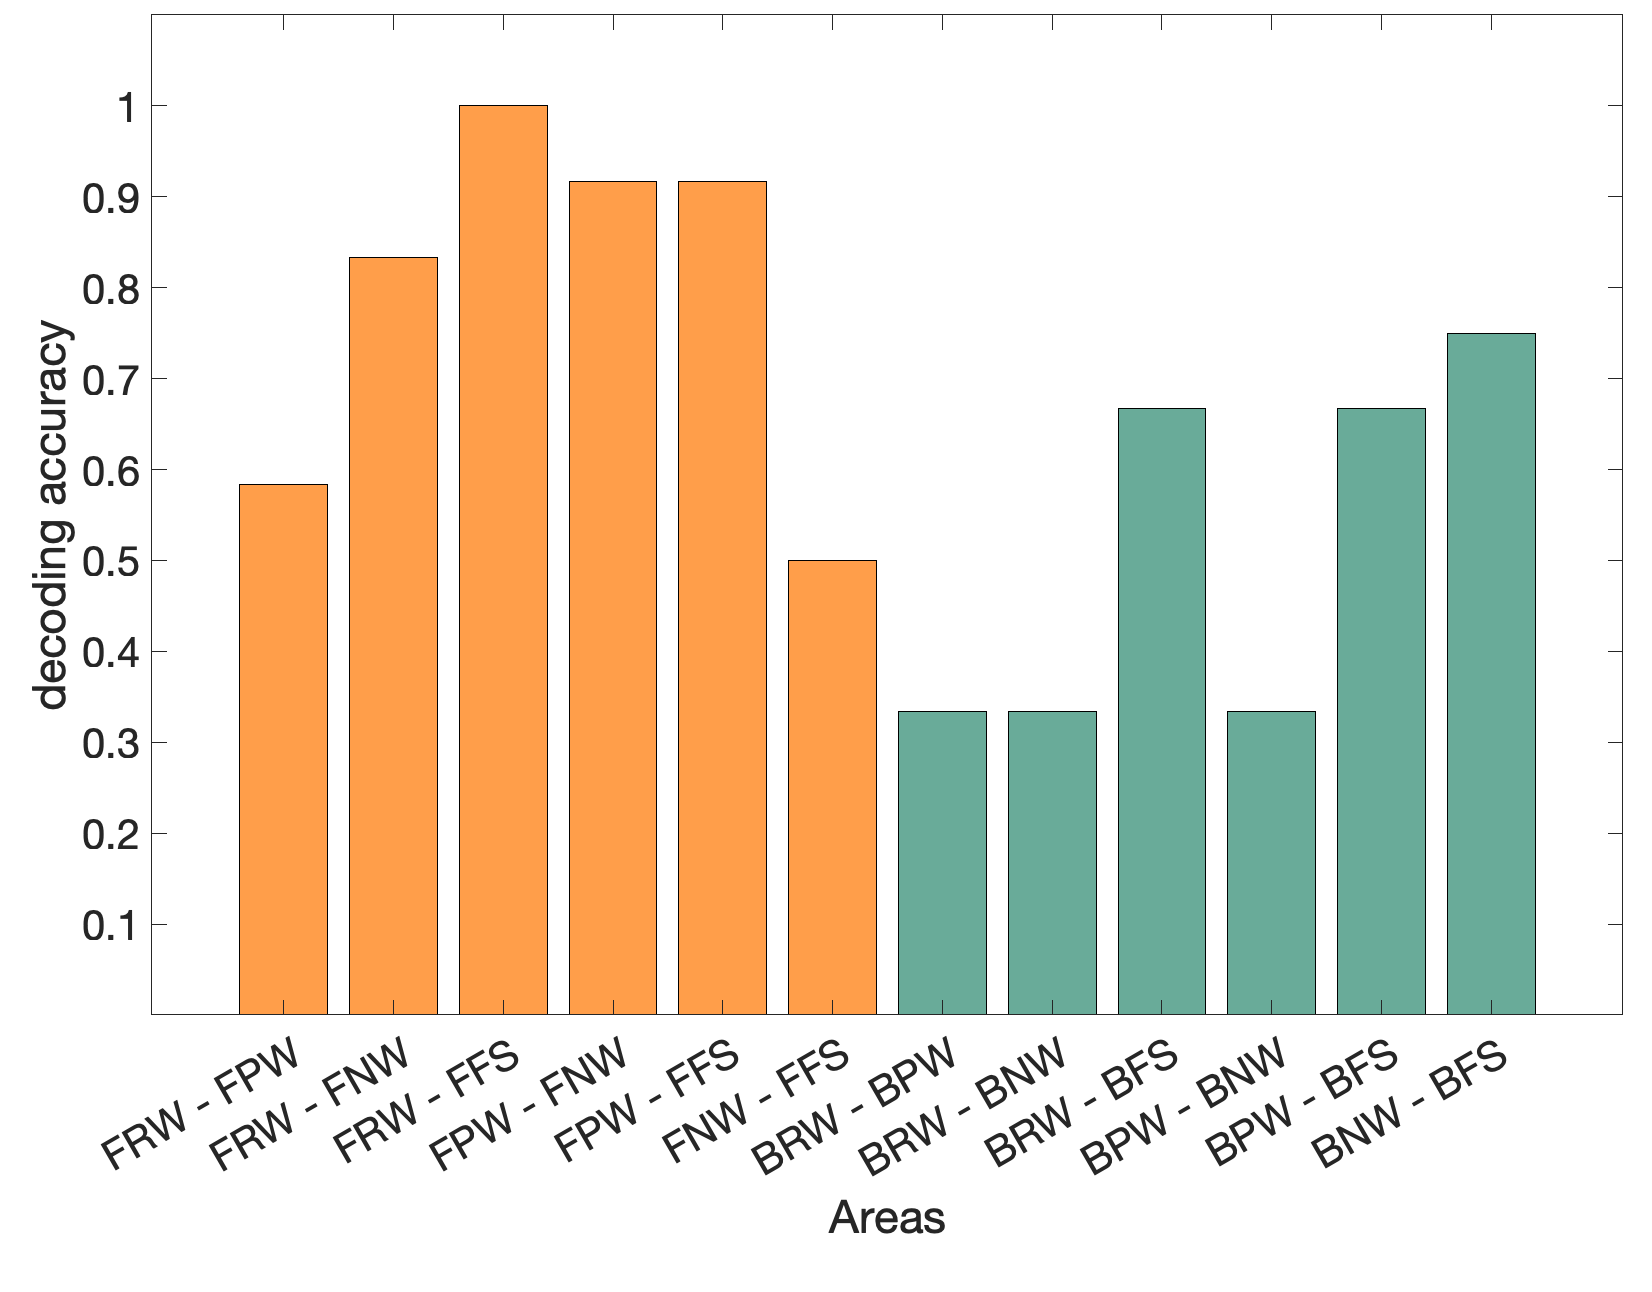 decoding accuracy
1
0.9
0.8
0.7
0.6
0.5
0.4
0.3
0.2
0.1
FRW - FPW
FRW - FNW
FRW - FFS
FPW - FNW
FPW - FFS
FNW - FFS
BRW - BPW
BRW - BNW
BRW - BFS
BPW - BNW
BPW - BFS
BNW - BFS
Areas